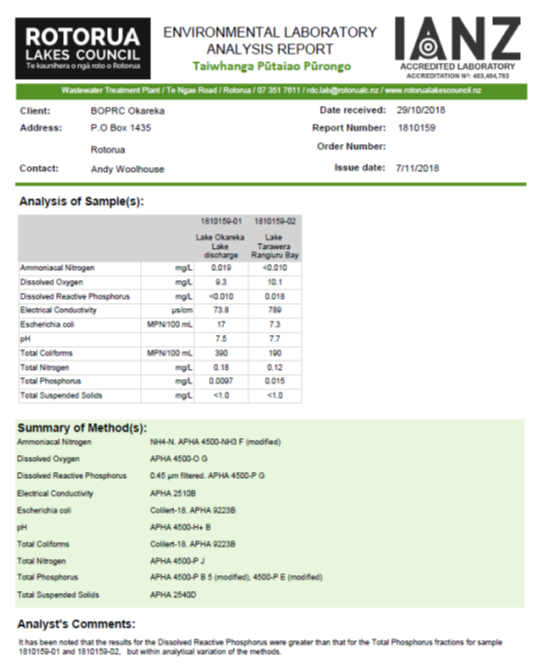 ROTORUA
LAKES COUNCIL
Te kaunihera o ngā roto o Rotorua
ENVIRONMENTAL LABORATORY
ANALYSIS REPORT
Taiwhanga Pūtaiao Pūrongo
IANZ
ACCREDITED LABORATORY
ACCREDITATION Nº: 483,484,783
Wastewater Treatment Plant / Te Ngae Road / Rotorua / 07 351 7611 / rdc.lab@rotorualc.nz / www.rotorualakescouncil.nz
Client: BOPRC Okareka Date received: 29/10/2018
Address: P.O Box 1435 Report Number: 1810159
Rotorua Order Number:
Contact: Andy Woolhouse Issue date: 7/11/2018
Analysis of Sample(s):
1810159-01 1810159-02
Lake Okareka Lake discharge Lake Tarawera Rangiuru Bay
Ammoniacal Nitrogen mg/L 0.019 <0.010
Dissolved Oxygen mg/L 9.3 10.1
Dissolved Reactive Phosphorus mg/L <0.010 0.018
Electrical Conductivity µs/cm 73.8 789
Escherichia coli MPN/100 mL 17 7.3
pH 7.5 7.7
Total Coliforms MPN/100 mL 390 190
Total Nitrogen mg/L 0.18 0.12
Total Phosphorus mg/L 0.0097 0.015
Total Suspended Solids mg/L <1.0 <1.0
Summary of Method(s):
Ammoniacal Nitrogen NH4-N. APHA 4500-NH3 F (modified)
Dissolved Oxygen APHA 4500-O G
Dissolved Reactive Phosphorus 0.45 µm filtered. APHA 4500-P G
Electrical Conductivity APHA 2510B
Escherichia coli Colilert-18. APHA 9223B
pH APHA 4500-H+ B
Total Coliforms Colilert-18. APHA 9223B
Total Nitrogen APHA 4500-P J
Total Phosphorus APHA 4500-P B 5 (modified), 4500-P E (modified)
Total Suspended Solids APHA 2540D
Analyst's Comments:
It has been noted that the results for the Dissolved Reactive Phosphorus were greater than that for the Total Phosphorus fractions for sample
1810159-01 and 1810159-02, but within analytical variation of the methods.